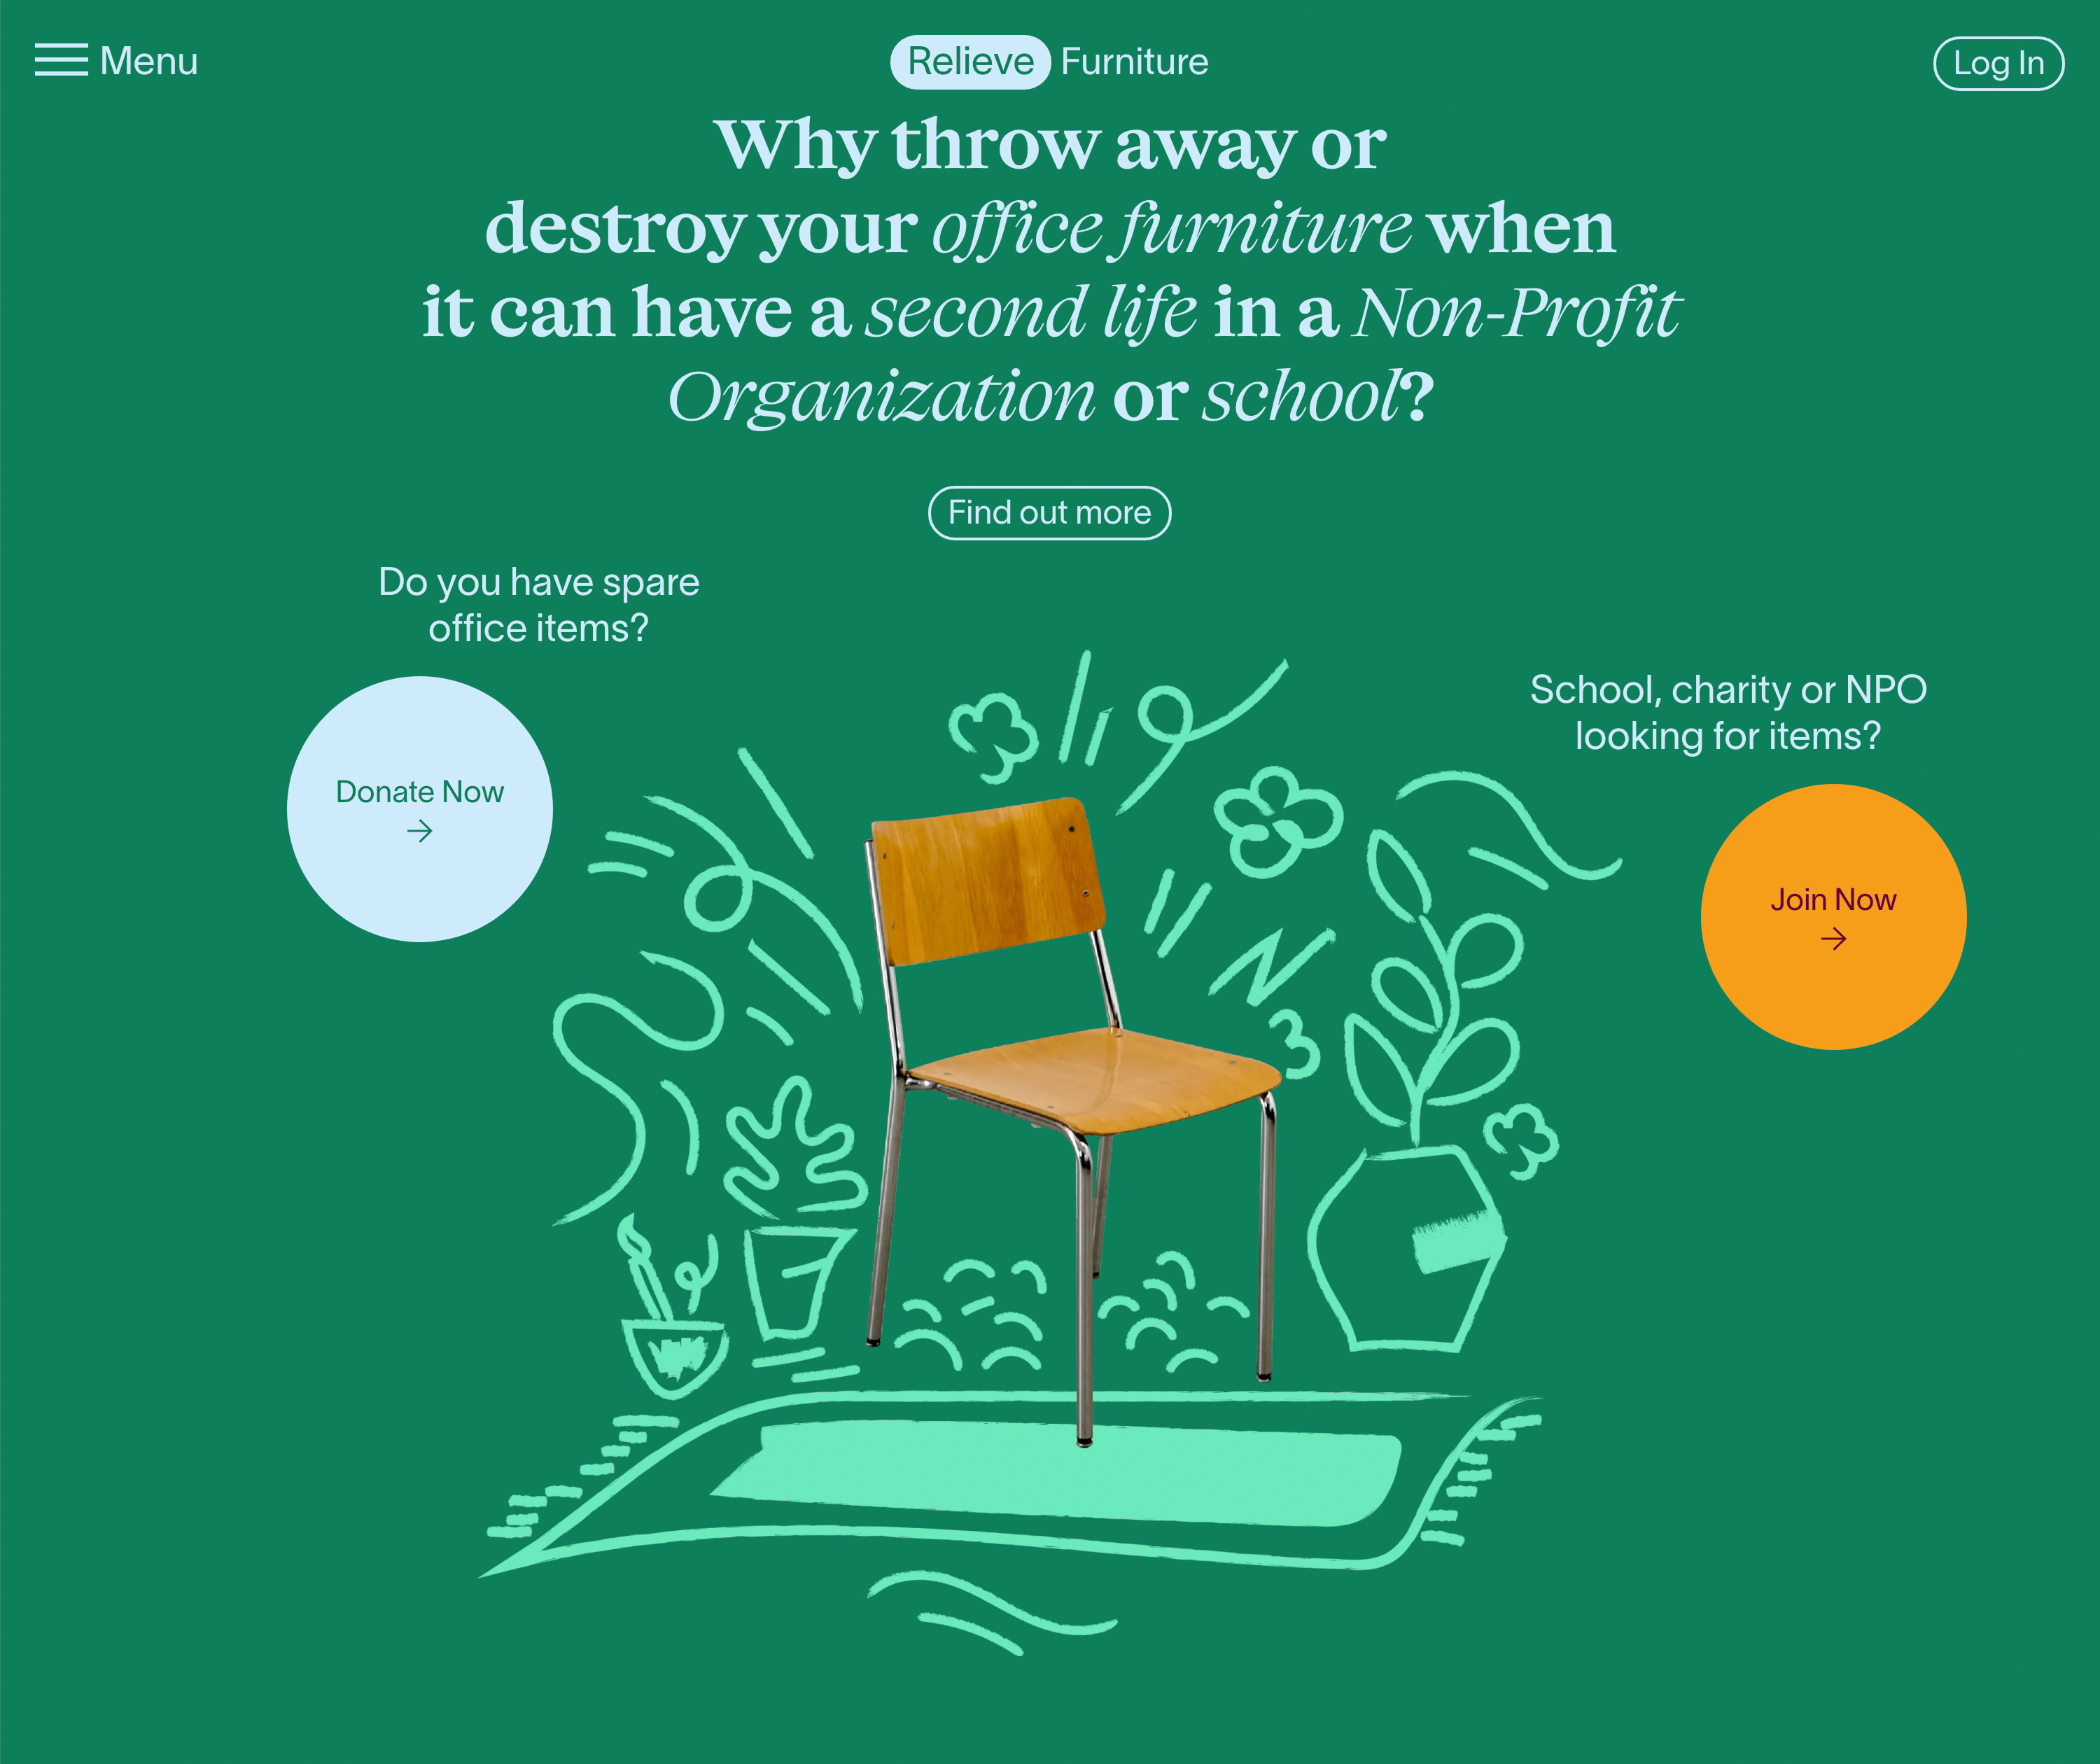 Menu
Relieve Furniture
Log In
Why throw away or
destroy your office furniture when
it can have a second life in a Non-Profit
Organization or school?
Find out more
Do you have spare
office items?
Donate Now
School, charity or NPO
looking for items?
Join Now